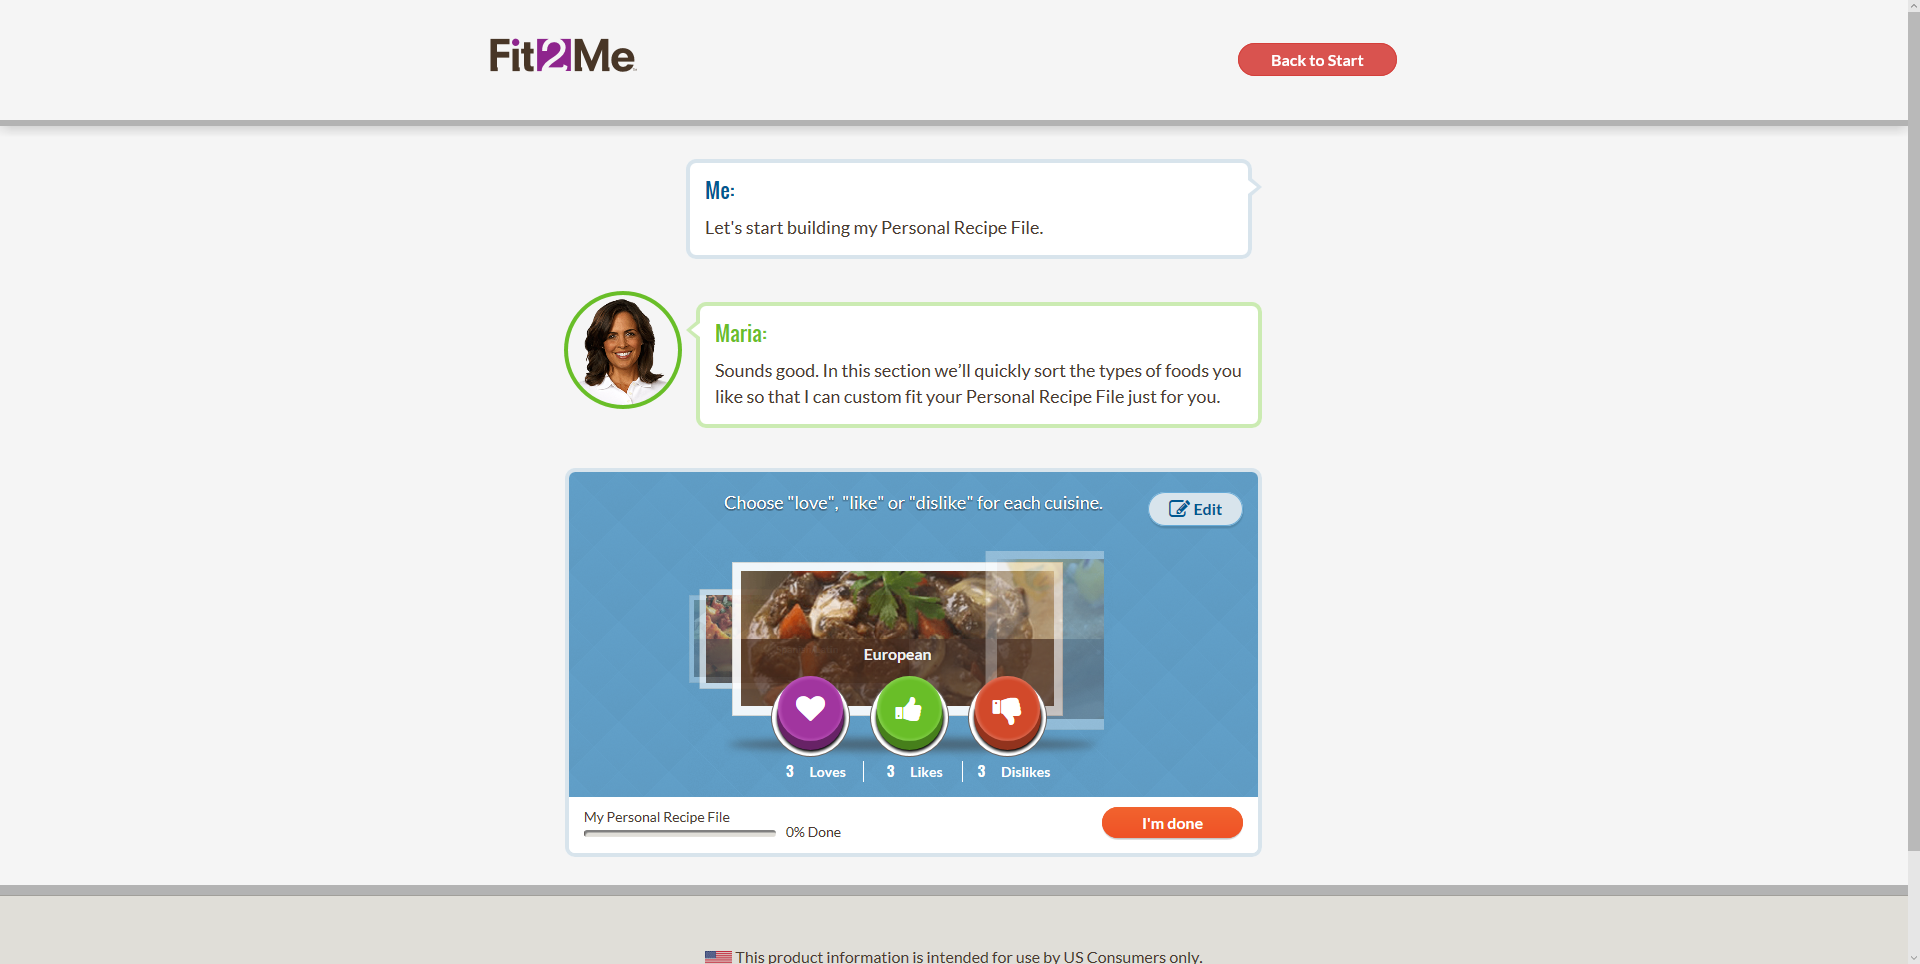 Fit2Me
Back to Start
Me:
Let's start building my Personal Recipe File.
Maria:
Sounds good. In this section we’ll quickly sort the types of foods you
like so that I can custom fit your Personal Recipe File just for you.
Choose "love", "like" or "dislike" for each cuisine.
Edit
European
3 Loves
3 Likes
3 Dislikes
My Personal Recipe File
0% Done
I'm done
This product information is intended for use by US Consumers only.